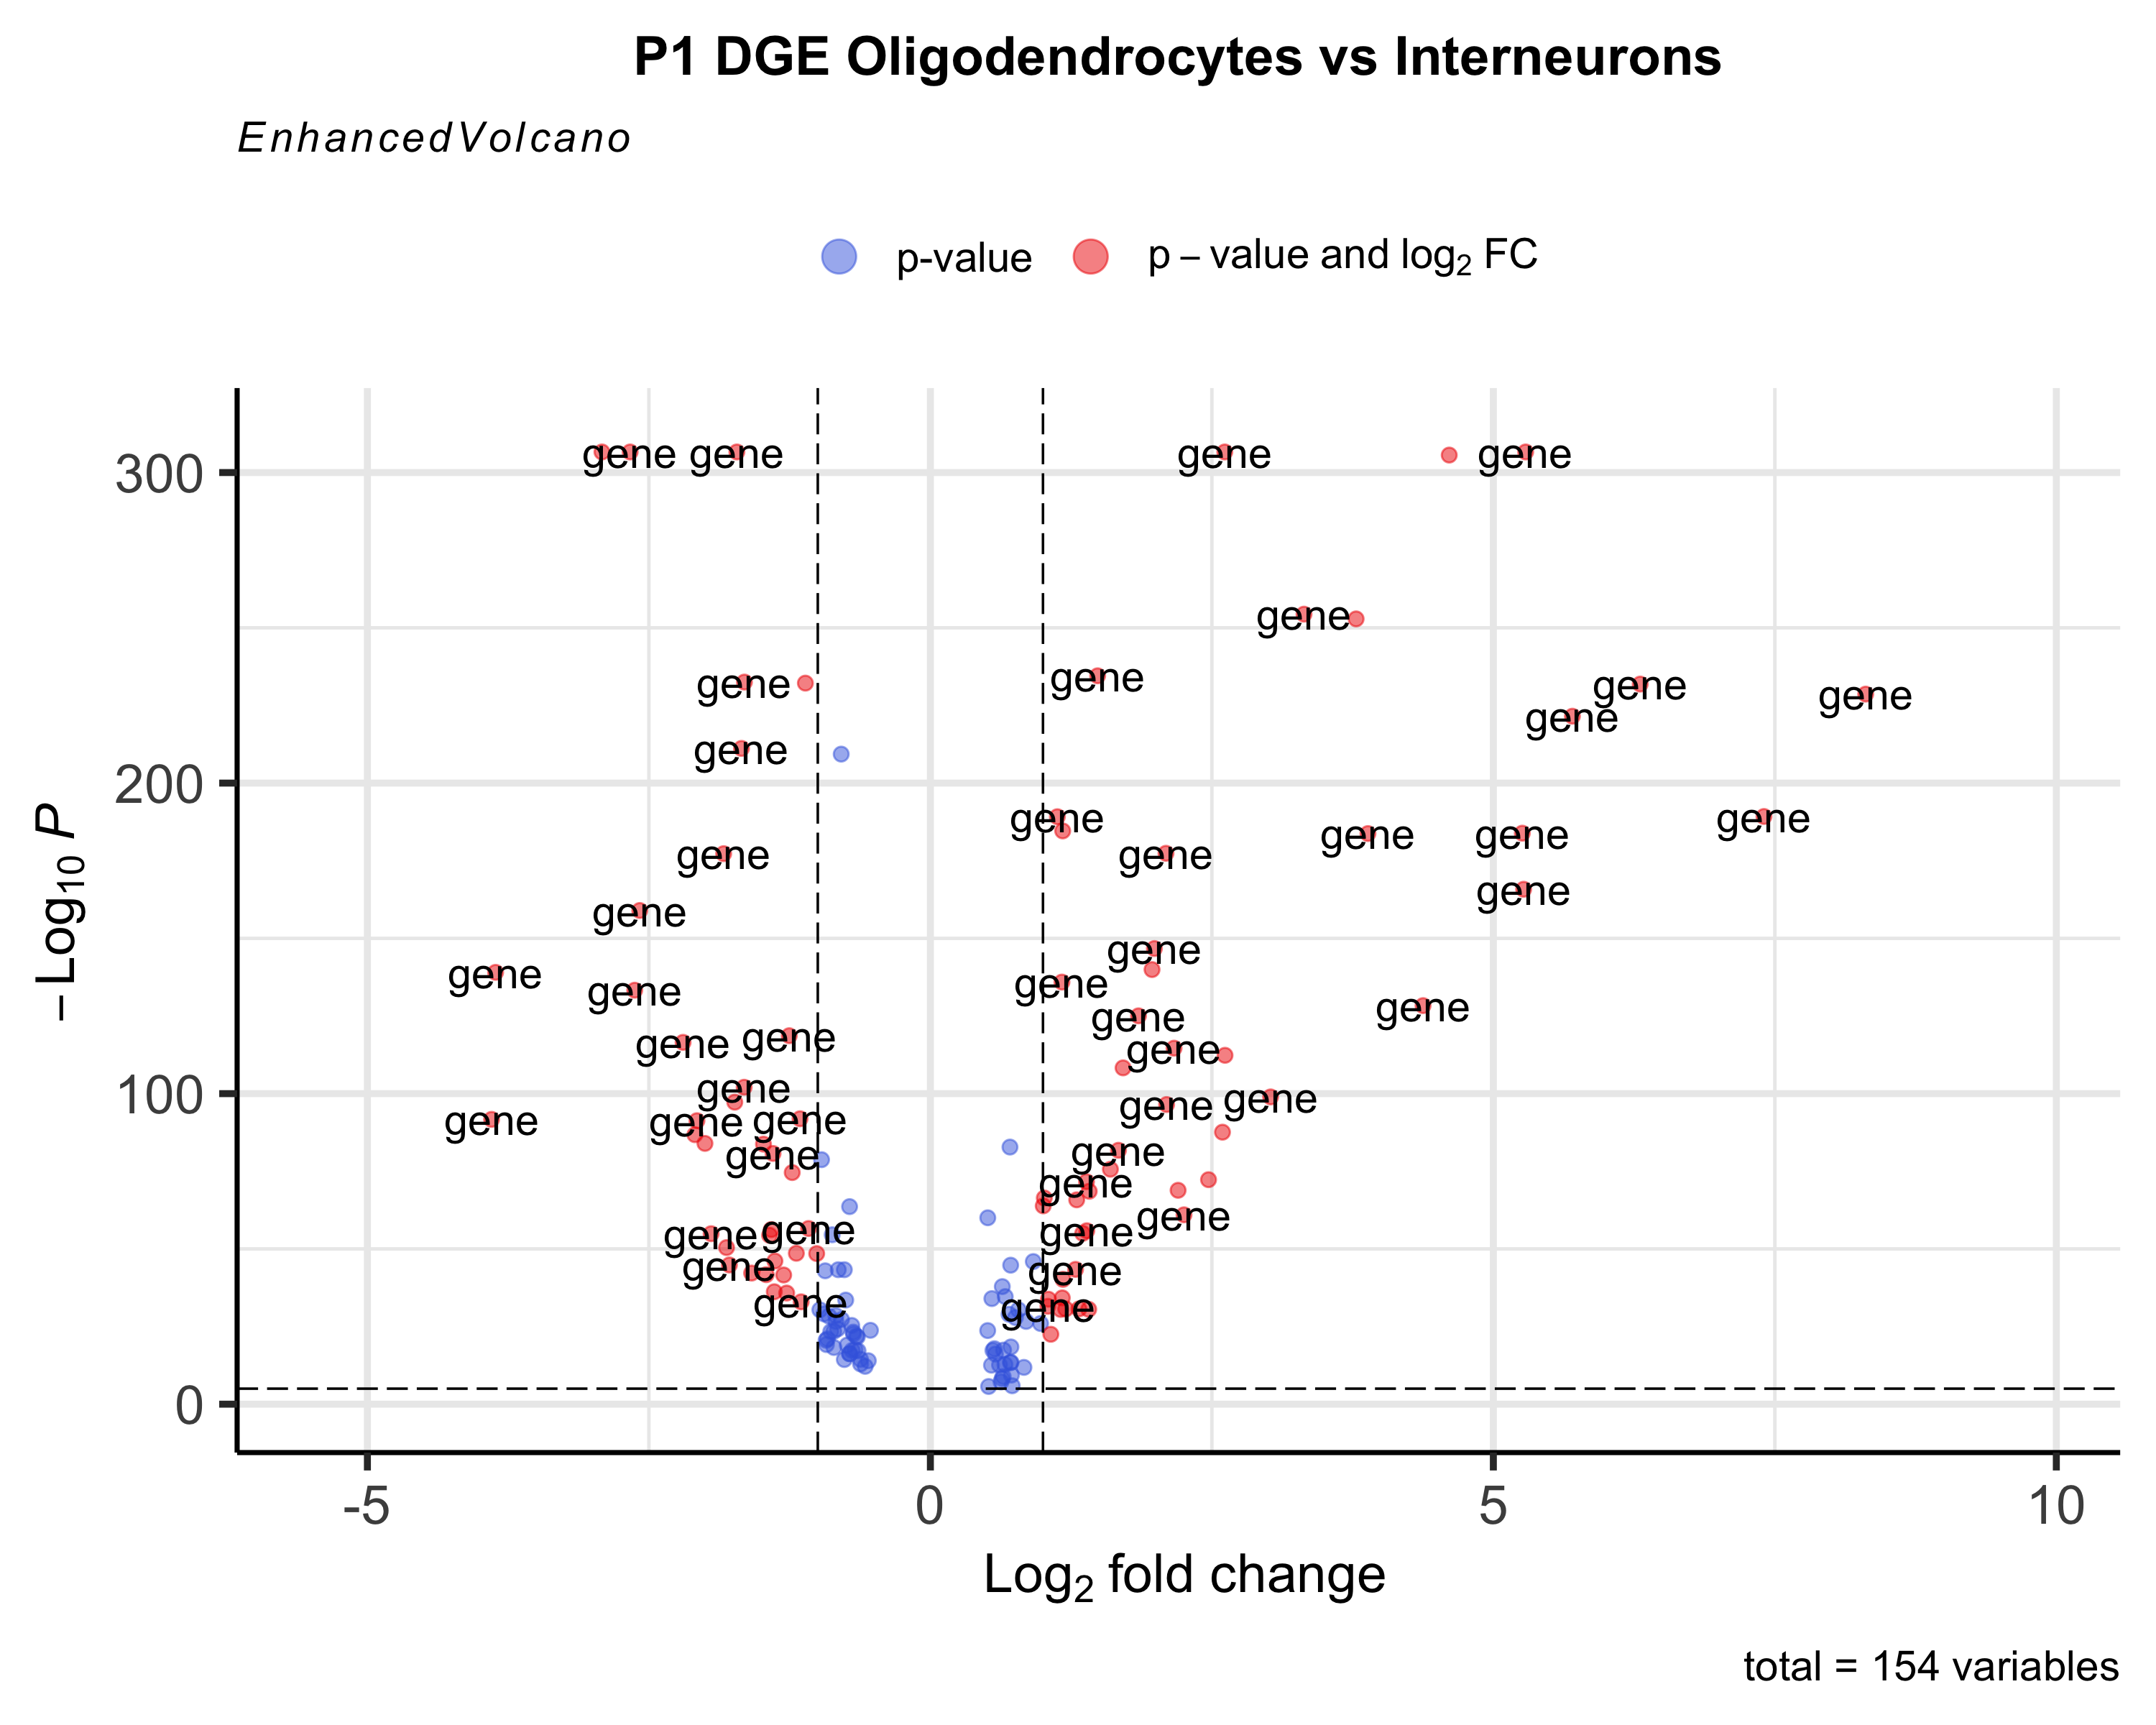 P1 DGE Oligodendrocytes vs Interneurons
EnhancedVolcano
p-value p – value and log₂ FC
gene gene gene gene
gene
gene gene
gene gene
gene
gene
gene gene gene gene
gene gene
gene
gene
gene
gene gene
gene
gene gene
gene gene
gene
gene gene
gene
gene gene gene
gene gene
gene
gene
gene gene gene
gene gene
gene gene
300
200
100
0
– Log₁₀ P
-5 0 5 10
Log₂ fold change
total = 154 variables